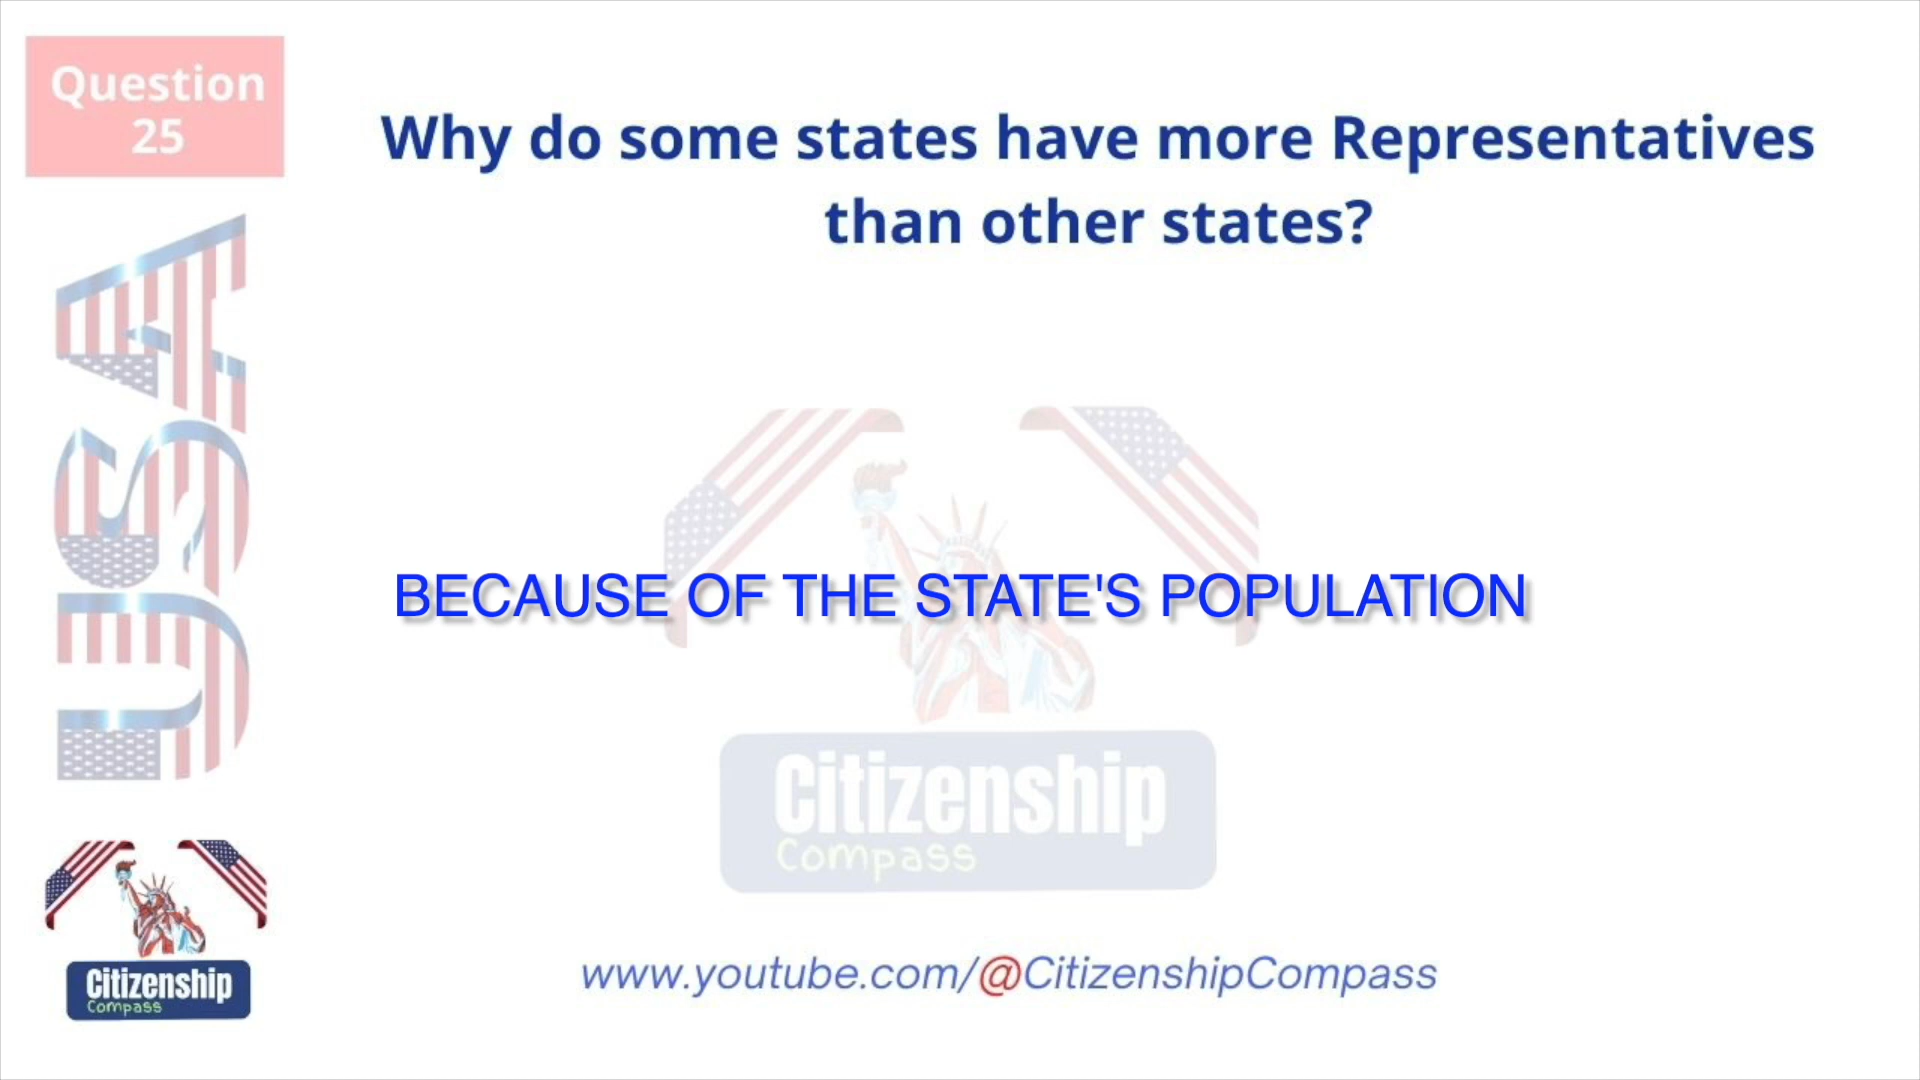 Question
25
Why do some states have more Representatives
than other states?
USA
BECAUSE OF THE STATE'S POPULATION
Citizenship
Compass
Citizenship
Compass
www.youtube.com/@CitizenshipCompass